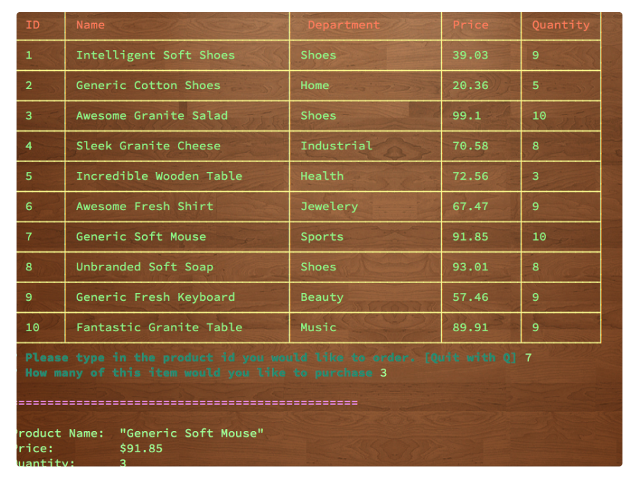 ID Name Department Price Quantity
1 Intelligent Soft Shoes Shoes 39.03 9
2 Generic Cotton Shoes Home 20.36 5
3 Awesome Granite Salad Shoes 99.1 10
4 Sleek Granite Cheese Industrial 70.58 8
5 Incredible Wooden Table Health 72.56 3
6 Awesome Fresh Shirt Jewelery 67.47 9
7 Generic Soft Mouse Sports 91.85 10
8 Unbranded Soft Soap Shoes 93.01 8
9 Generic Fresh Keyboard Beauty 57.46 9
10 Fantastic Granite Table Music 89.91 9
Please type in the product id you would like to order. [Quit with Q] 7
How many of this item would you like to purchase 3
================================================
roduct Name: "Generic Soft Mouse"
rice: $91.85
uantity: 3